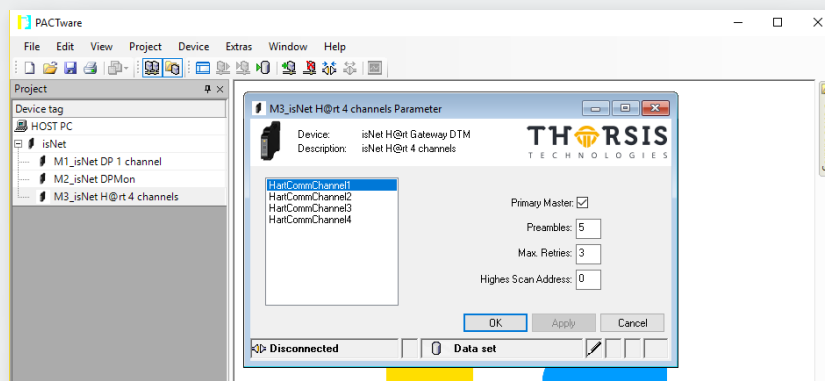 PACTware
File Edit View Project Device Extras Window Help
Project
Device tag
HOST PC
isNet
M1_isNet DP 1 channel
M2_isNet DPMon
M3_isNet H@rt 4 channels
M3_isNet H@rt 4 channels Parameter
Device: isNet H@rt Gateway DTM
Description: isNet H@rt 4 channels
THORSIS
TECHNOLOGIES
HartCommChannel1
HartCommChannel2
HartCommChannel3
HartCommChannel4
Primary Master:
Preambles: 5
Max. Retries: 3
Highes Scan Address: 0
OK Apply Cancel
Disconnected Data set